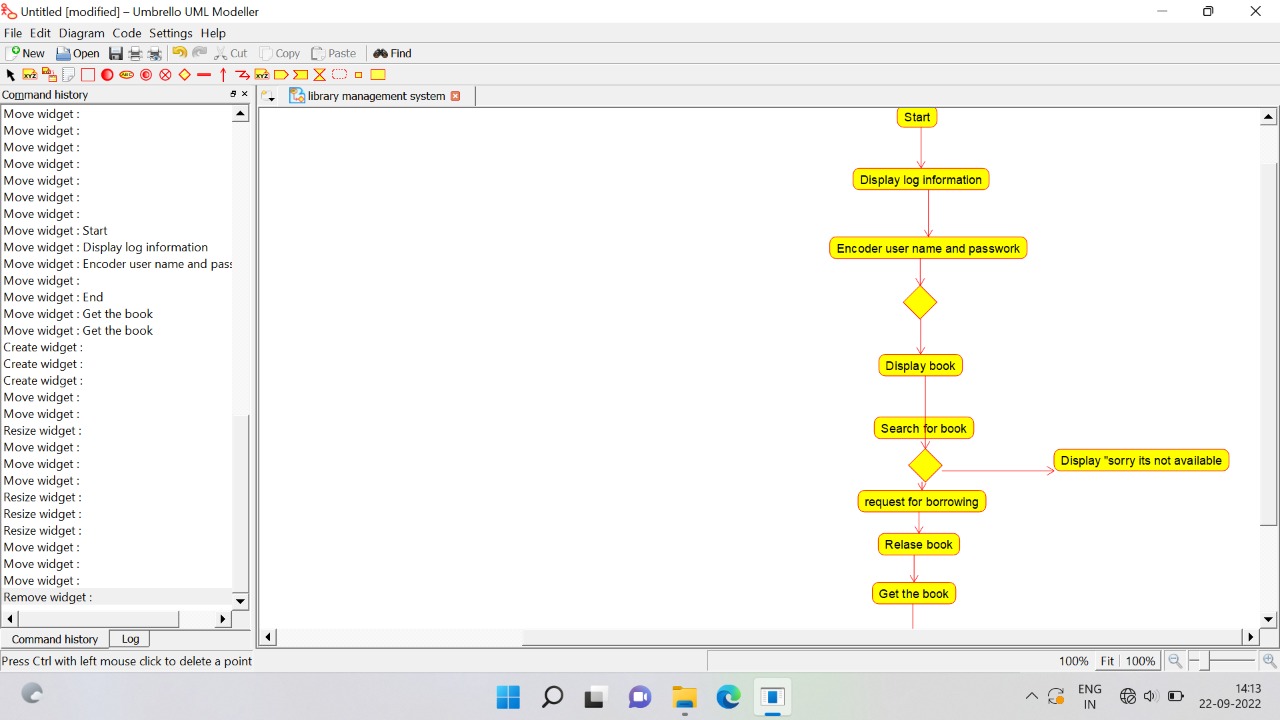 Untitled [modified] – Umbrello UML Modeller
File Edit Diagram Code Settings Help
New Open Cut Copy Paste Find
Command history
library management system
Move widget :
Move widget :
Move widget :
Move widget :
Move widget :
Move widget :
Move widget :
Move widget : Start
Move widget : Display log information
Move widget : Encoder user name and pass
Move widget :
Move widget : End
Move widget : Get the book
Move widget : Get the book
Create widget :
Create widget :
Create widget :
Move widget :
Move widget :
Resize widget :
Move widget :
Move widget :
Move widget :
Resize widget :
Resize widget :
Resize widget :
Move widget :
Move widget :
Move widget :
Remove widget :
Command history Log
Start
Display log information
Encoder user name and passwork
Display book
Search for book
Display "sorry its not available
request for borrowing
Relase book
Get the book
Press Ctrl with left mouse click to delete a point
100% Fit 100%
ENG
IN
14:13
22-09-2022